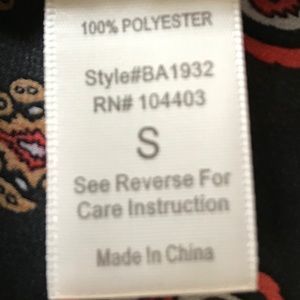 100% POLYESTER
Style#BA1932
RN# 104403
S
See Reverse For
Care Instruction
Made In China